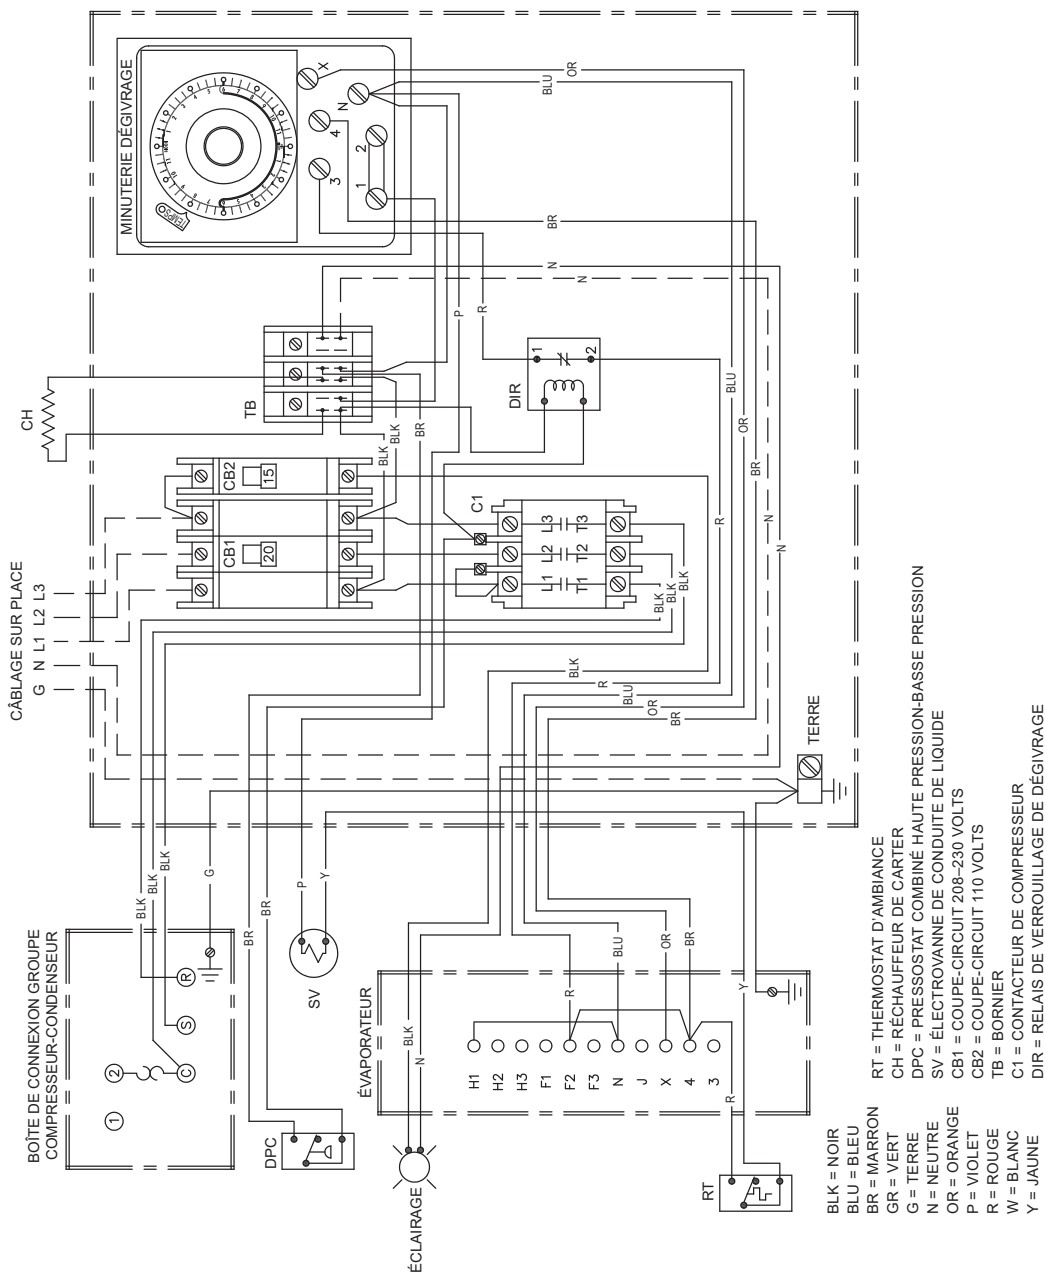 CÂBLAGE SUR PLACE
G N L1 L2 L3
CH
MINUTERIE DÉGIVRAGE
TEMPS
X
N
4
3
2
1
OR
BLU
BR
N
N
TB
P
R
DIR
1
2
BLK
BLK
BR
CB2
15
CB1
20
C1
L3
T3
L2
T2
L1
T1
BLU
OR
BR
R
N
N
BLK
BLK
BLK
BLK
R
BLU
OR
BR
TERRE
BOÎTE DE CONNEXION GROUPE
COMPRESSEUR-CONDENSEUR
BLK
BLK
BLK
G
1
2
C
S
R
BR
BR
P
Y
SV
DPC
ÉCLAIRAGE
BLK
N
ÉVAPORATEUR
H1
H2
H3
F1
F2
F3
N
J
X
4
3
R
BLU
OR
BR
Y
R
RT
BLK = NOIR
BLU = BLEU
BR = MARRON
GR = VERT
G = TERRE
N = NEUTRE
OR = ORANGE
P = VIOLET
R = ROUGE
W = BLANC
Y = JAUNE
RT = THERMOSTAT D'AMBIANCE
CH = RÉCHAUFFEUR DE CARTER
DPC = PRESSOSTAT COMBINÉ HAUTE PRESSION-BASSE PRESSION
SV = ÉLECTROVANNE DE CONDUITE DE LIQUIDE
CB1 = COUPE-CIRCUIT 208–230 VOLTS
CB2 = COUPE-CIRCUIT 110 VOLTS
TB = BORNIER
C1 = CONTACTEUR DE COMPRESSEUR
DIR = RELAIS DE VERROUILLAGE DE DÉGIVRAGE